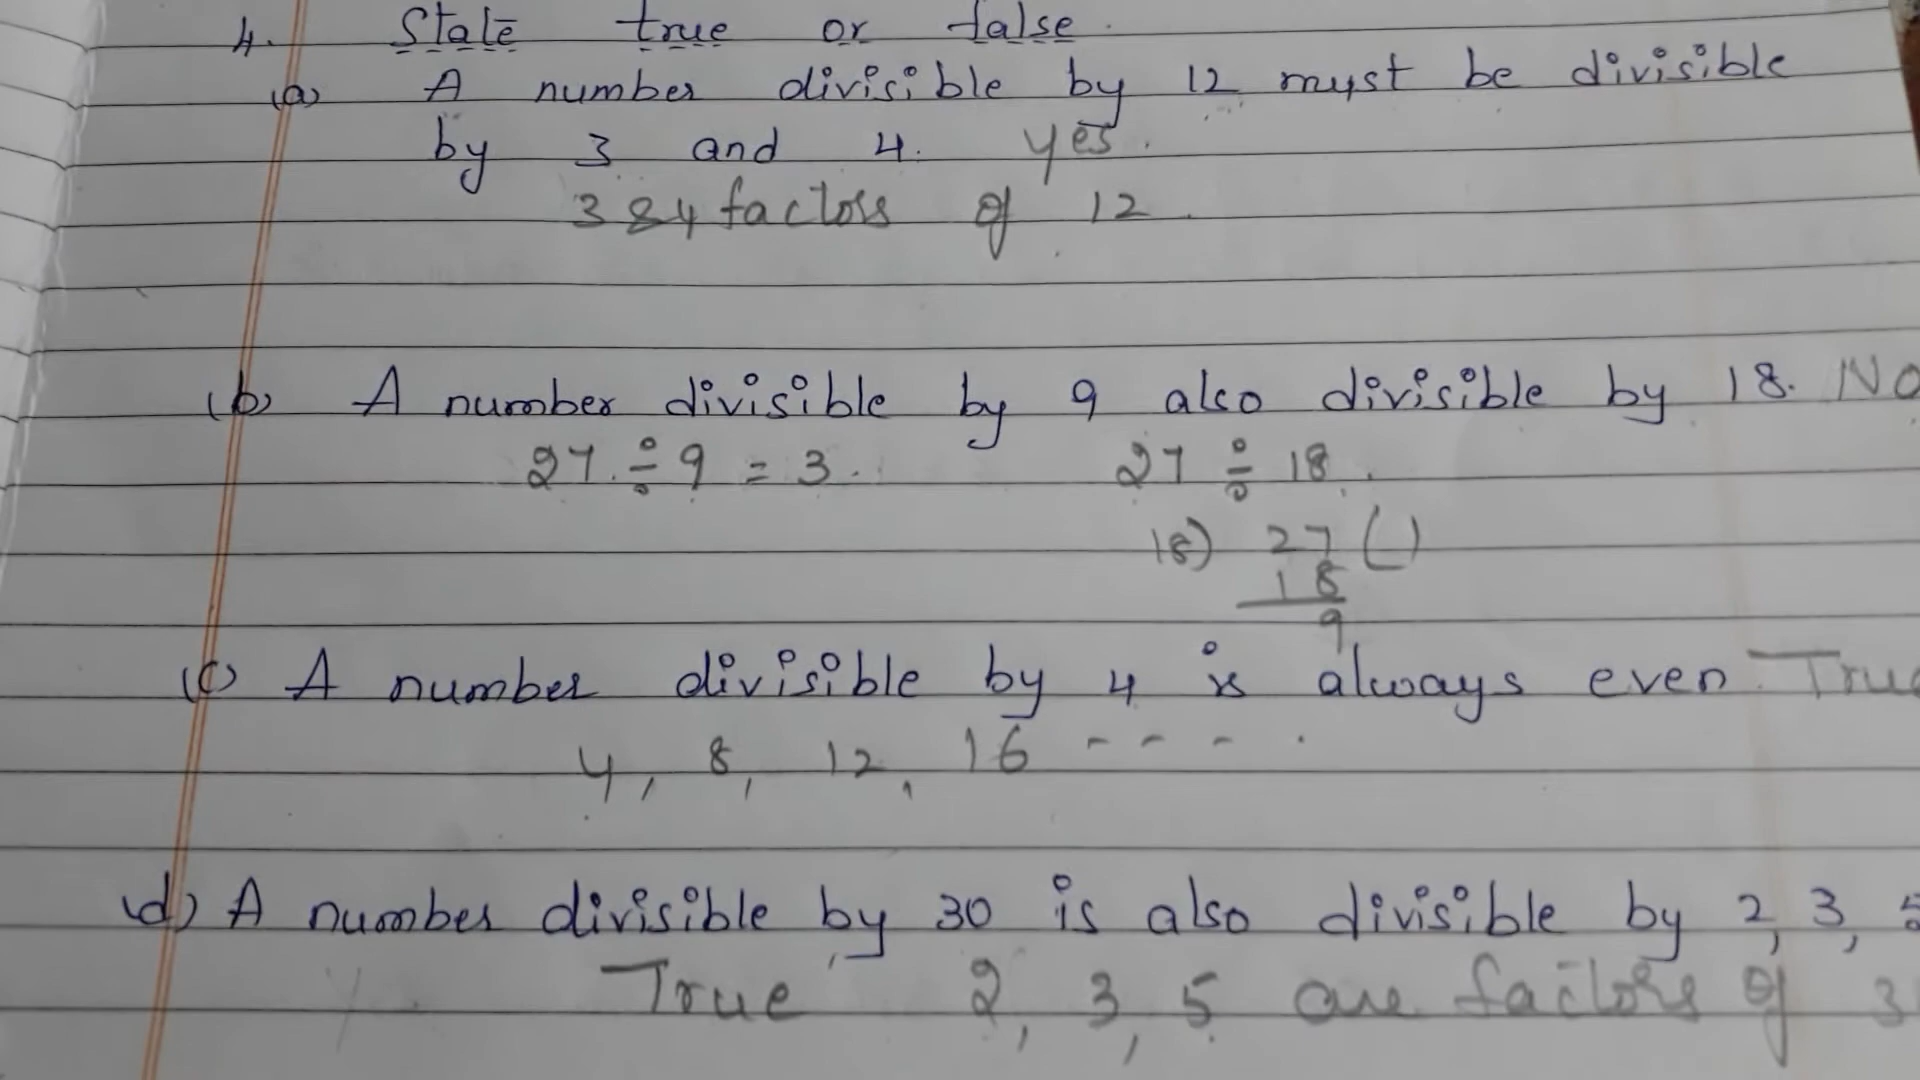 4. State true or false.
(a) A number divisible by 12 must be divisible
by 3 and 4. yes.
3 & 4 factors of 12.
(b) A number divisible by 9 also divisible by 18. No
27 ÷ 9 = 3. 27 ÷ 18.
18) 27 (1
18
9
(c) A number divisible by 4 is always even. True
4, 8, 12, 16 - - - .
(d) A number divisible by 30 is also divisible by 2, 3, 5
True 2, 3, 5 are factors of 3